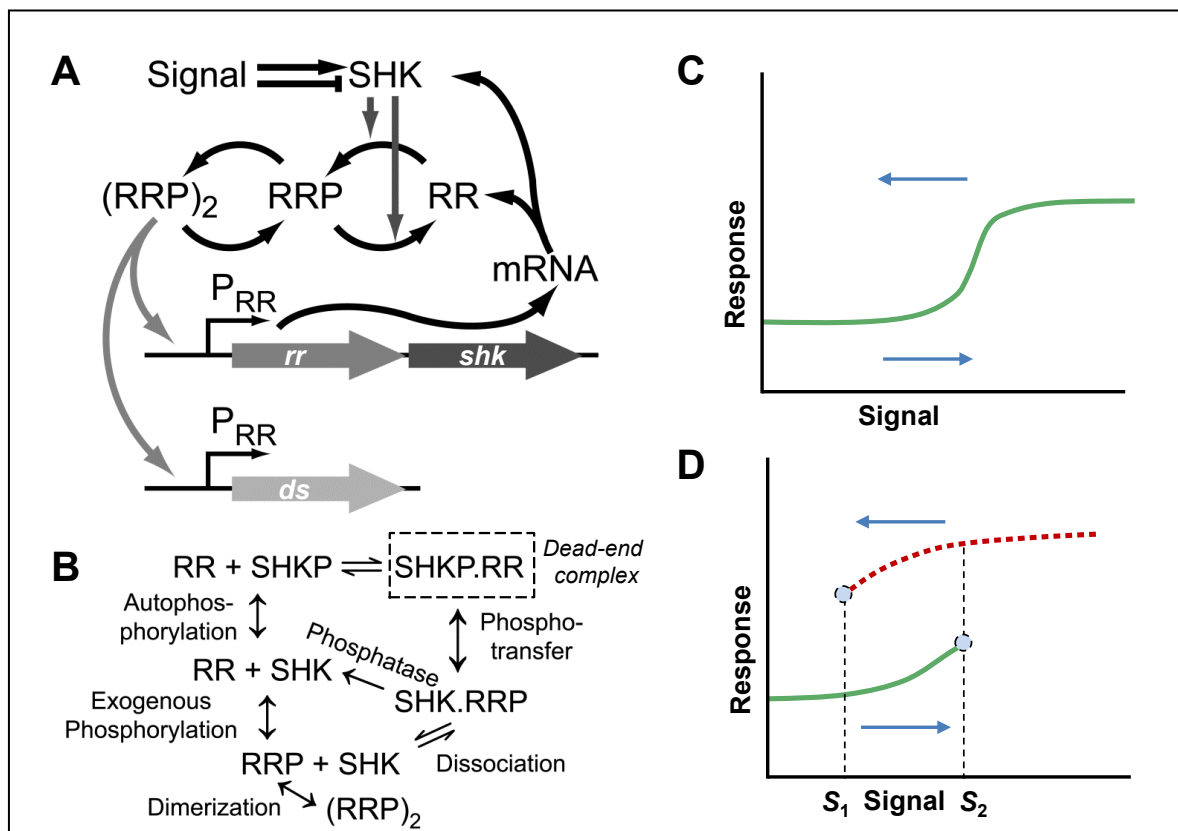 A
Signal SHK
(RRP)2 RRP RR
mRNA
PRR
rr shk
PRR
ds
B
RR + SHKP SHKP.RR Dead-end
complex
Autophos-
phorylation
Phospho-
transfer
Phosphatase
RR + SHK
SHK.RRP
Exogenous
Phosphorylation
RRP + SHK
Dissociation
Dimerization
(RRP)2
C
Response
Signal
D
Response
S1 Signal S2